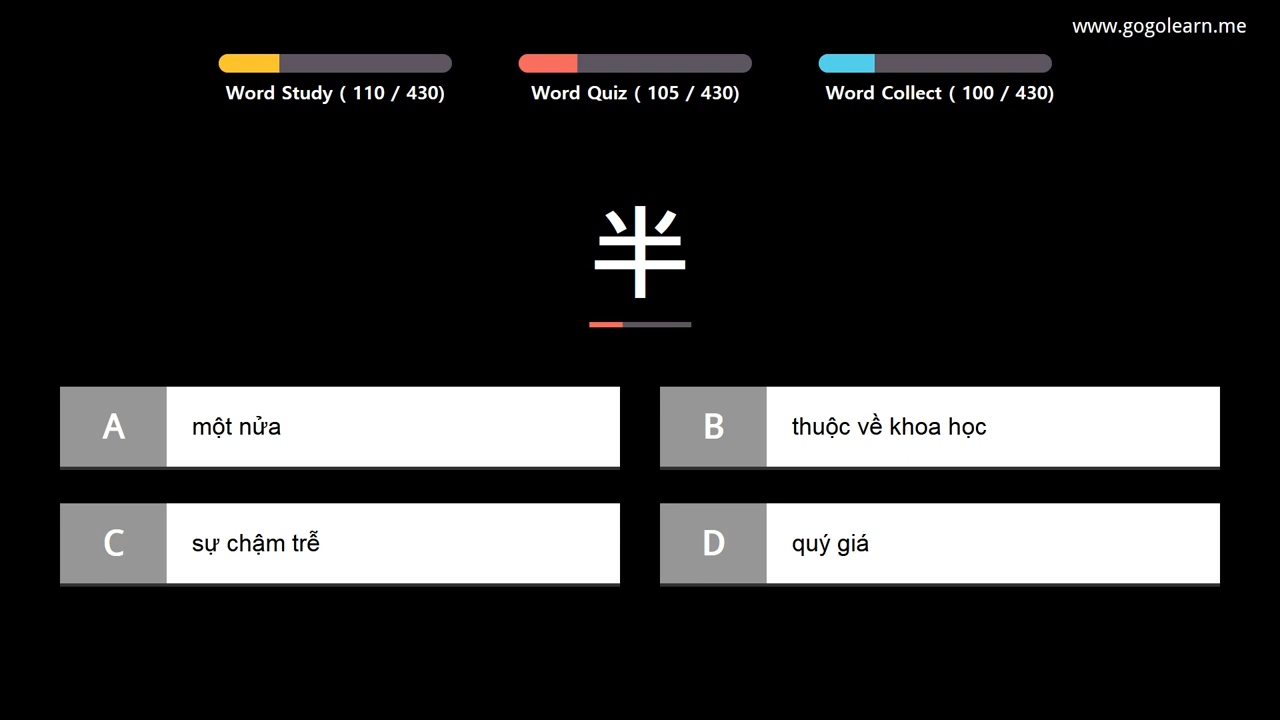 www.gogolearn.me
Word Study ( 110 / 430)
Word Quiz ( 105 / 430)
Word Collect ( 100 / 430)
半
A
một nửa
B
thuộc về khoa học
C
sự chậm trễ
D
quý giá